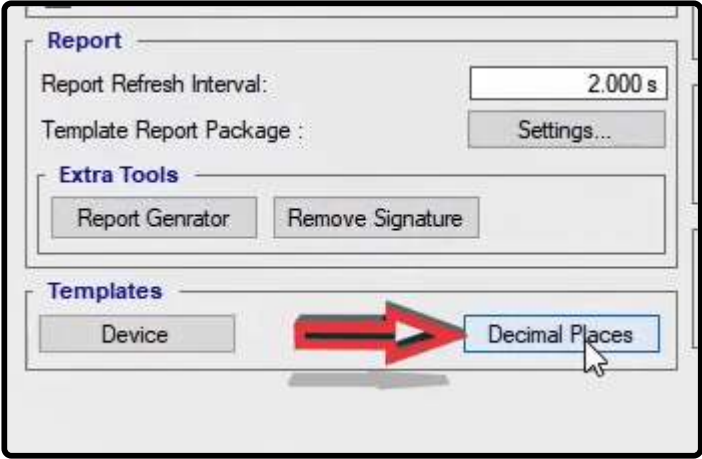 Report
Report Refresh Interval: 2.000 s
Template Report Package : Settings...
Extra Tools
Report Genrator Remove Signature
Templates
Device Decimal Places